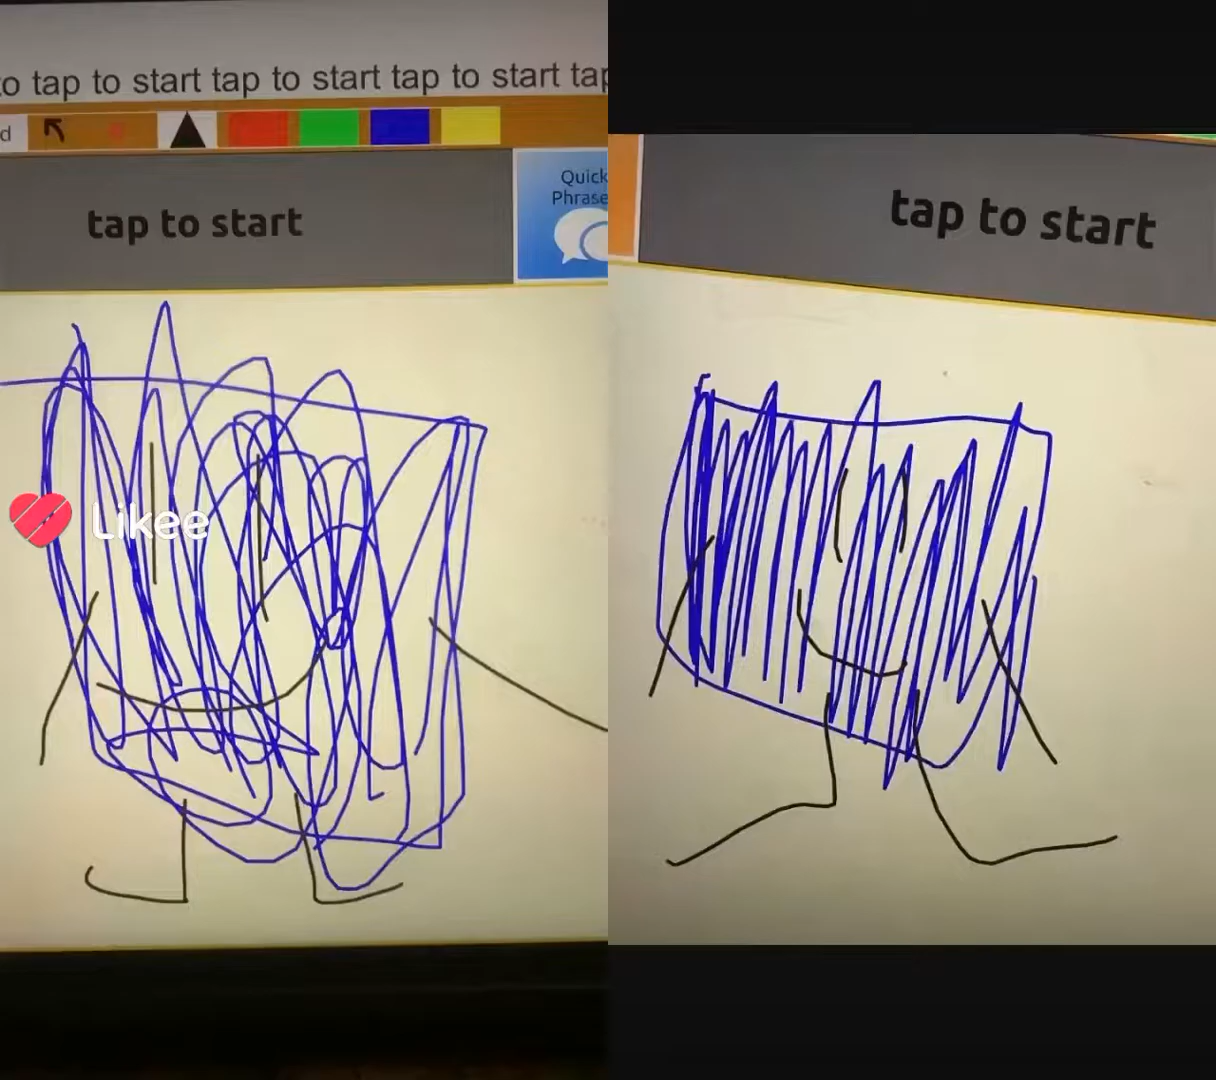 to tap to start tap to start tap to start tap
d
Quick
Phrase
tap to start
Likee
tap to start